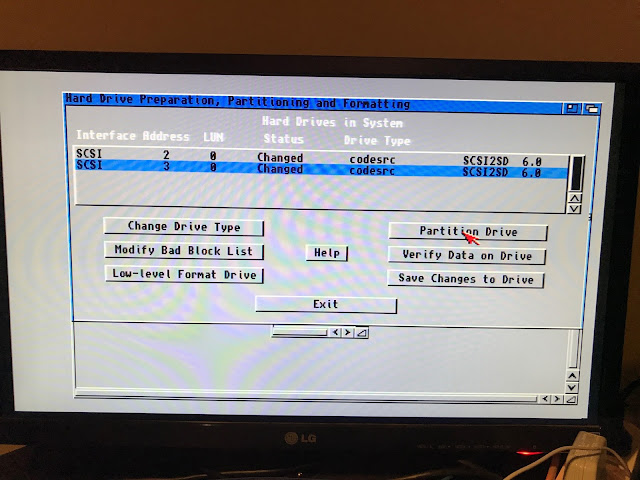 Hard Drive Preparation, Partitioning and Formatting
Hard Drives in System
Interface Address LUN Status Drive Type
SCSI 2 0 Changed codesrc SCSI2SD 6.0
SCSI 3 0 Changed codesrc SCSI2SD 6.0
Change Drive Type Partition Drive
Modify Bad Block List Help Verify Data on Drive
Low-level Format Drive Save Changes to Drive
Exit
LG